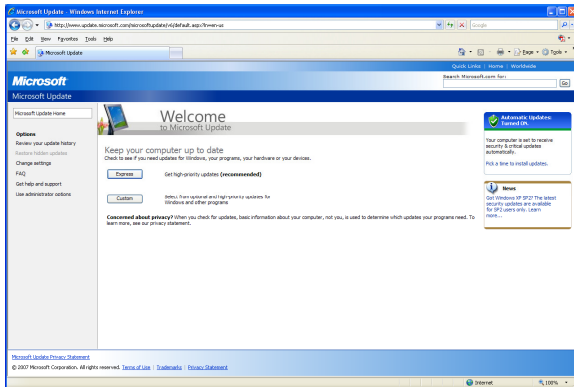 Microsoft Update - Windows Internet Explorer
http://www.update.microsoft.com/microsoftupdate/v6/default.aspx?ln=en-us
Google
File Edit View Favorites Tools Help
Microsoft Update
Page Tools
Quick Links | Home | Worldwide
Microsoft
Search Microsoft.com for:
Go
Microsoft Update
Microsoft Update Home
Options
Review your update history
Restore hidden updates
Change settings
FAQ
Get help and support
Use administrator options
Welcome
to Microsoft Update
Keep your computer up to date
Check to see if you need updates for Windows, your programs, your hardware or your devices.
Express
Get high-priority updates (recommended)
Custom
Select from optional and high-priority updates for
Windows and other programs
Concerned about privacy? When you check for updates, basic information about your computer, not you, is used to determine which updates your programs need. To
learn more, see our privacy statement.
Automatic Updates:
Turned ON.
Your computer is set to receive
security & critical updates
automatically.
Pick a time to install updates.
News
Got Windows XP SP2? The latest
security updates are available
for SP2 users only. Learn
more...
Microsoft Update Privacy Statement
© 2007 Microsoft Corporation. All rights reserved. Terms of Use | Trademarks | Privacy Statement
Internet
100%